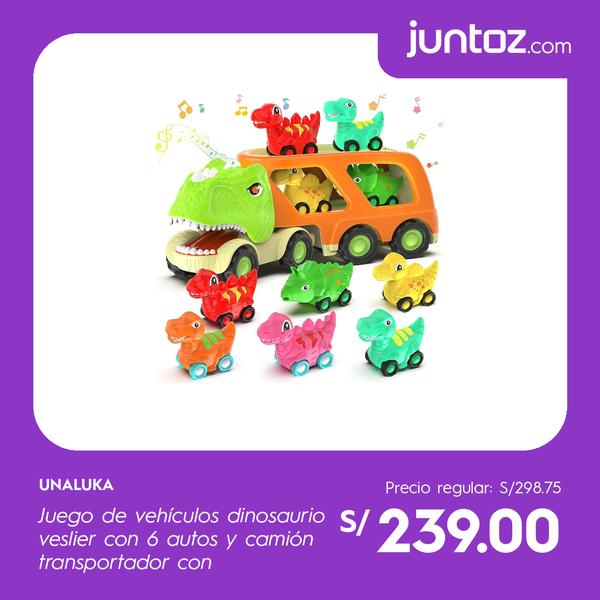 juntoz.com
UNALUKA
Juego de vehículos dinosaurio
veslier con 6 autos y camión
transportador con
Precio regular: S/298.75
S/ 239.00